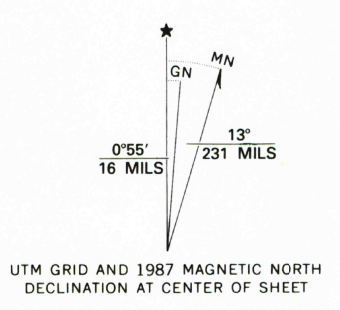 ★
GN
MN
0°55′
16 MILS
13°
231 MILS
UTM GRID AND 1987 MAGNETIC NORTH
DECLINATION AT CENTER OF SHEET